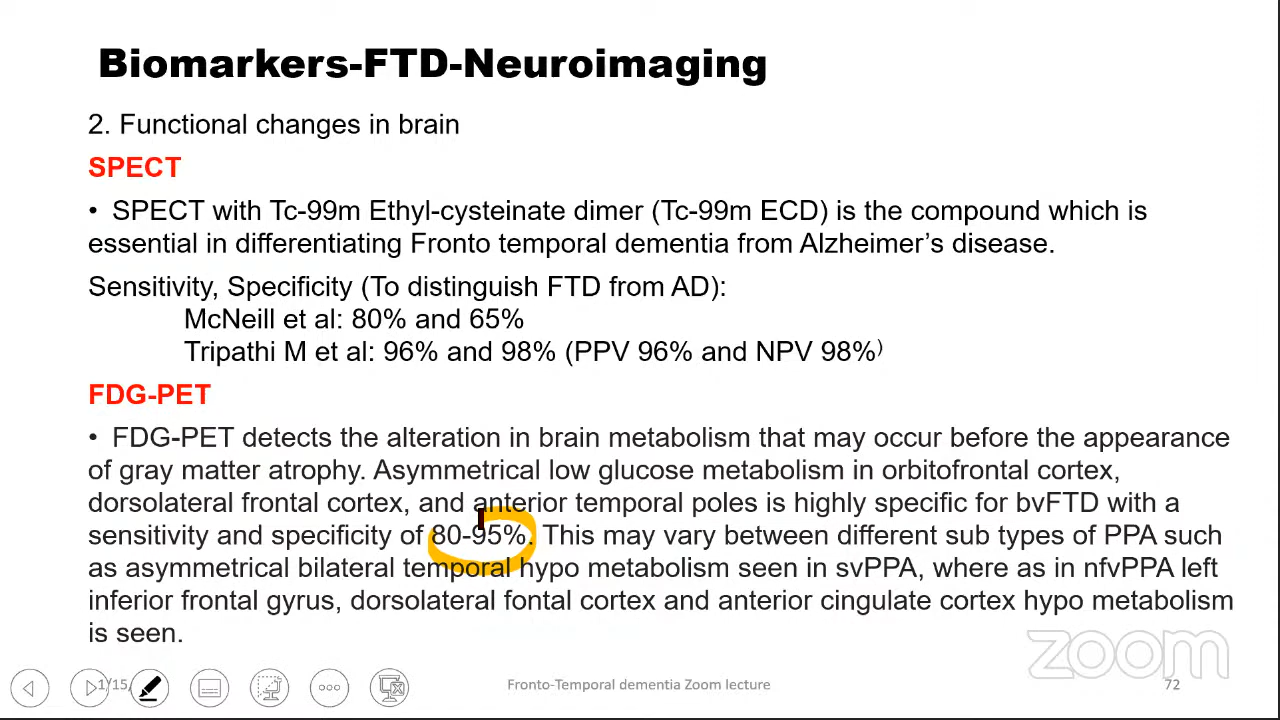 Biomarkers-FTD-Neuroimaging
2. Functional changes in brain
SPECT
• SPECT with Tc-99m Ethyl-cysteinate dimer (Tc-99m ECD) is the compound which is
essential in differentiating Fronto temporal dementia from Alzheimer's disease.
Sensitivity, Specificity (To distinguish FTD from AD):
McNeill et al: 80% and 65%
Tripathi M et al: 96% and 98% (PPV 96% and NPV 98%)
FDG-PET
• FDG-PET detects the alteration in brain metabolism that may occur before the appearance
of gray matter atrophy. Asymmetrical low glucose metabolism in orbitofrontal cortex,
dorsolateral frontal cortex, and anterior temporal poles is highly specific for bvFTD with a
sensitivity and specificity of 80-95%. This may vary between different sub types of PPA such
as asymmetrical bilateral temporal hypo metabolism seen in svPPA, where as in nfvPPA left
inferior frontal gyrus, dorsolateral fontal cortex and anterior cingulate cortex hypo metabolism
is seen.
zoom
1/15/
Fronto-Temporal dementia Zoom lecture
72